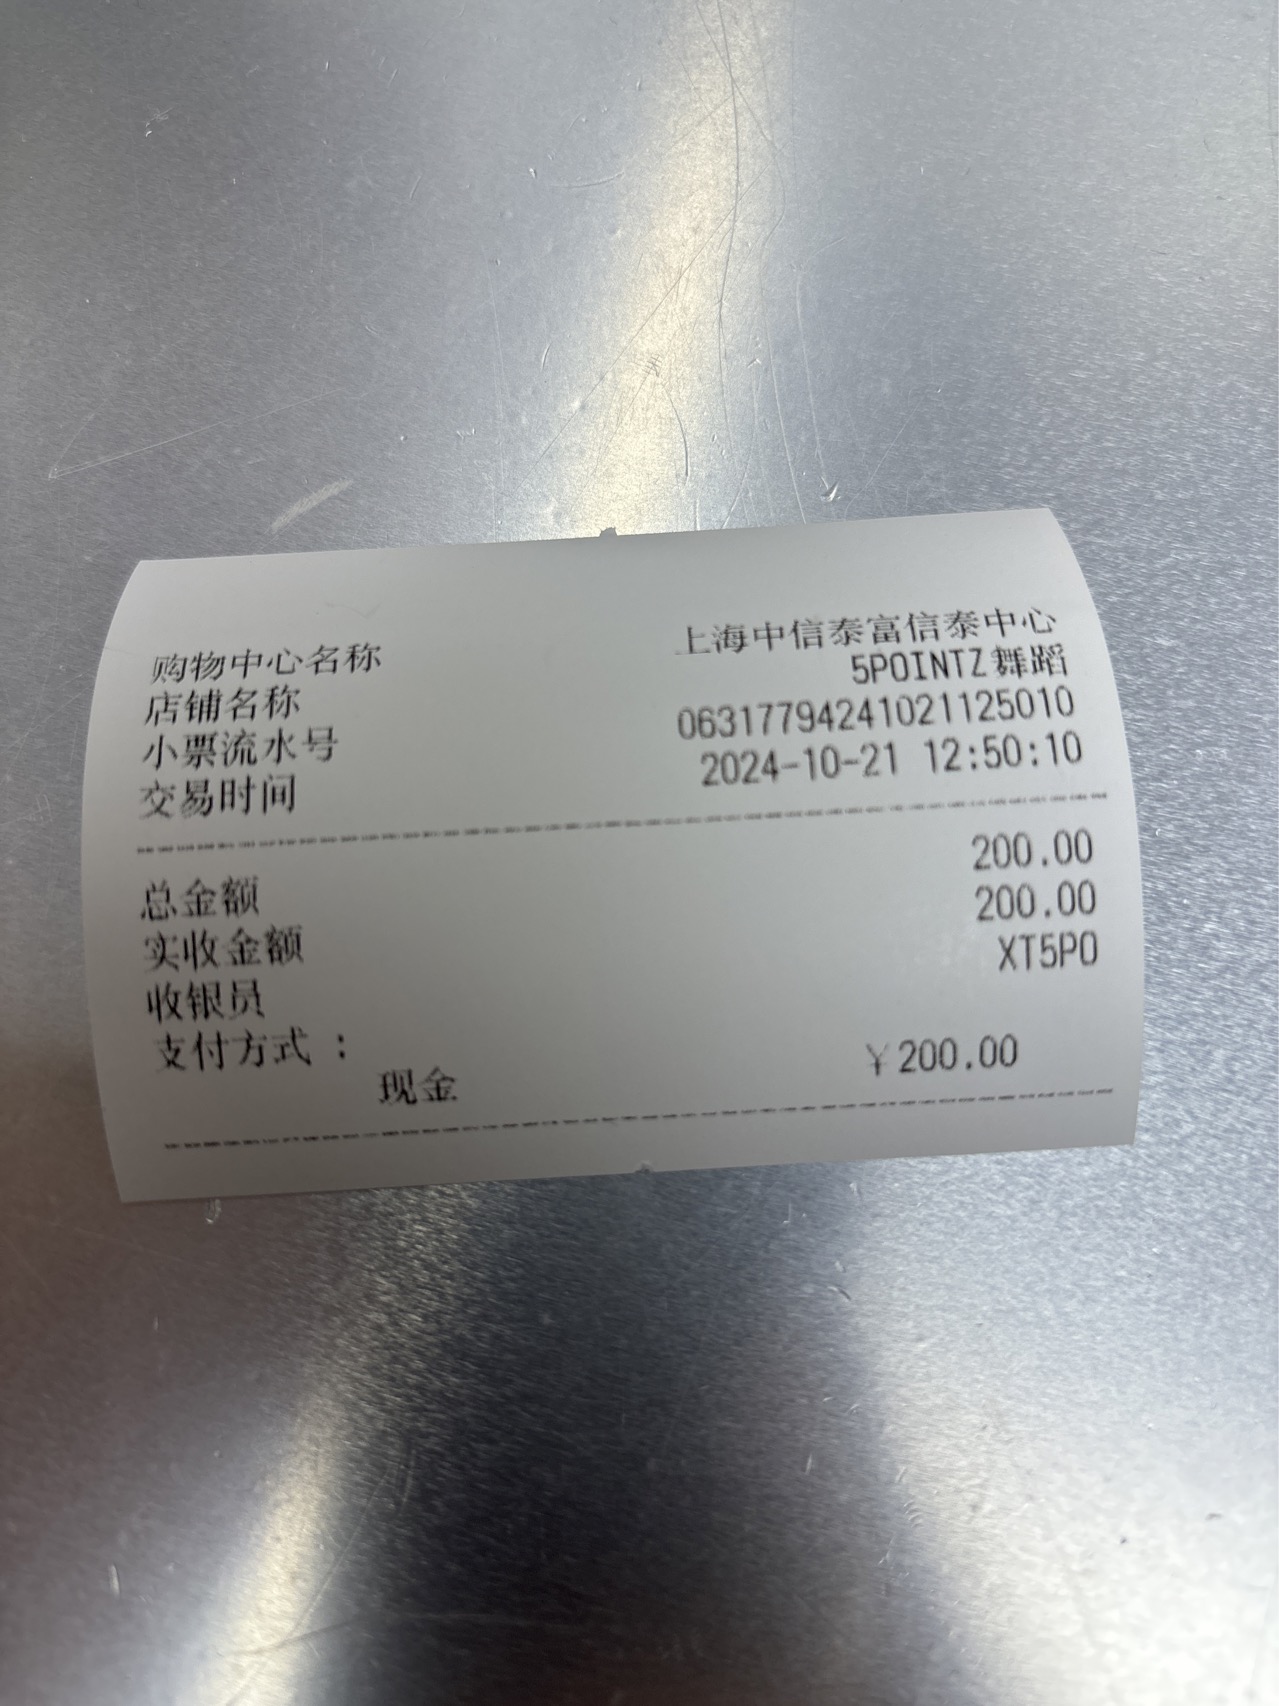 购物中心名称 上海中信泰富信泰中心
店铺名称 5POINTZ舞蹈
小票流水号 06317794241021125010
交易时间 2024-10-21 12:50:10
总金额 200.00
实收金额 200.00
收银员 XT5PO
支付方式：
现金 ￥200.00